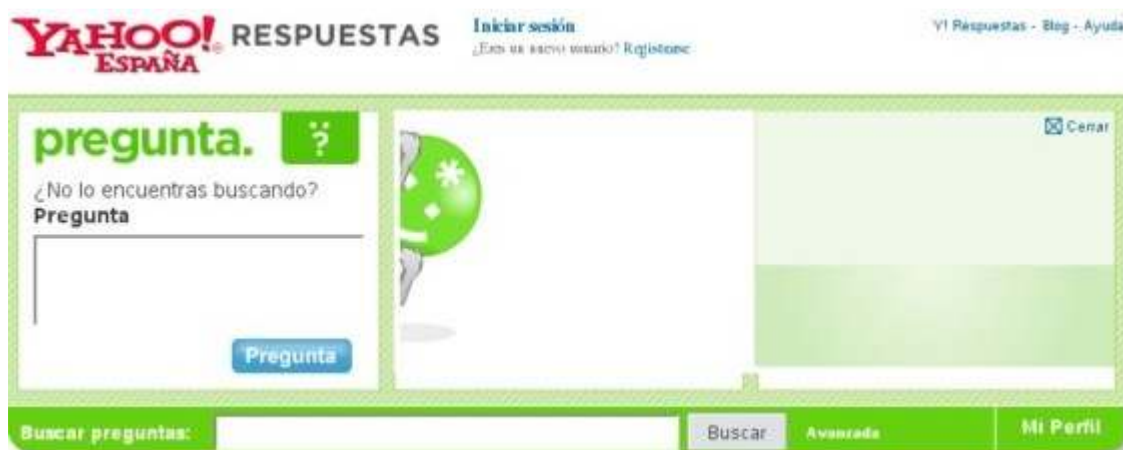 YAHOO! RESPUESTAS
ESPAÑA
Iniciar sesión
¿Eres un nuevo usuario? Regístrame
Y! Respuestas - Blog - Ayuda
pregunta.
¿No lo encuentras buscando?
Pregunta
Pregunta
Cerrar
Buscar preguntas:
Buscar
Avanzada
Mi Perfil